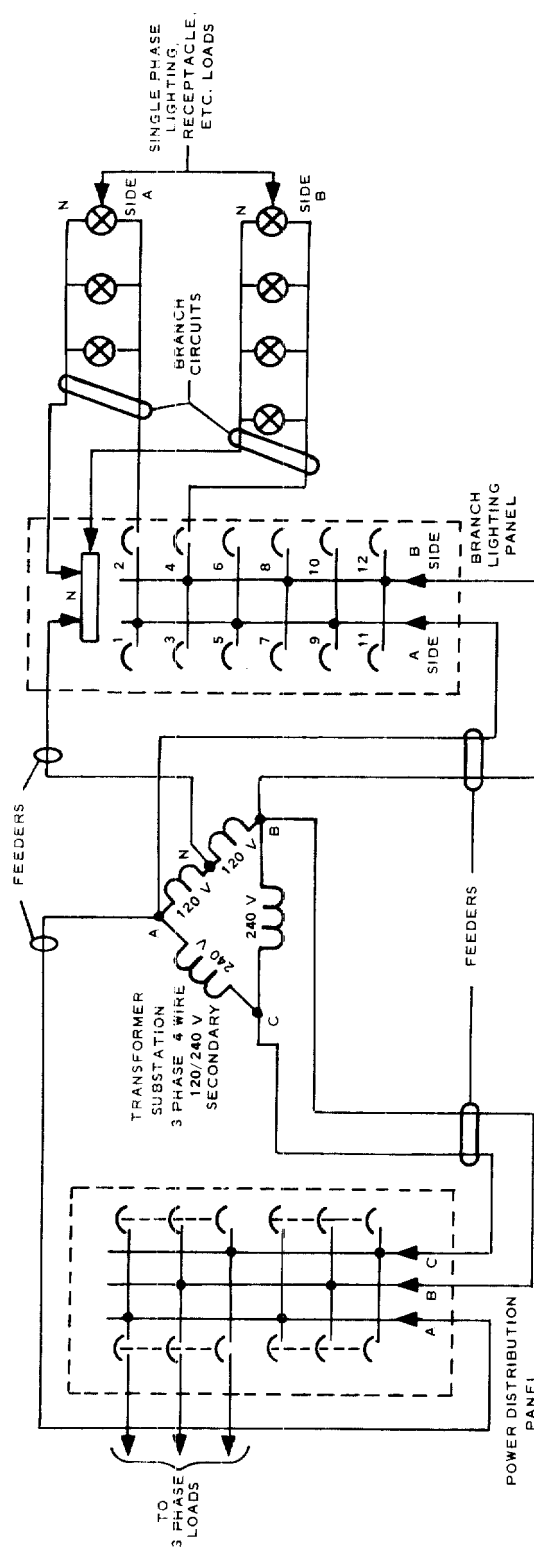 SINGLE PHASE
LIGHTING,
RECEPTACLE,
ETC. LOADS
N
SIDE
A
N
SIDE
B
BRANCH
CIRCUITS
FEEDERS
N
1 2
3 4
5 6
7 8
9 10
11 12
A
SIDE
B
SIDE
BRANCH
LIGHTING
PANEL
TRANSFORMER
SUBSTATION
3 PHASE 4 WIRE
120/240 V
SECONDARY
A
N
B
C
120 V
120 V
240 V
240 V
FEEDERS
A
B
C
POWER DISTRIBUTION
PANEL
TO
3 PHASE
LOADS